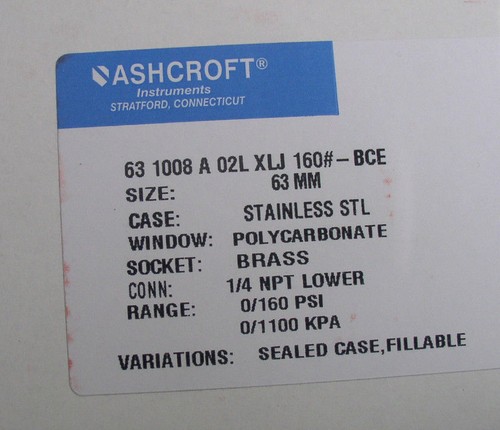 ASHCROFT®
Instruments
STRATFORD, CONNECTICUT
63 1008 A 02L XLJ 160#-BCE
SIZE: 63 MM
CASE: STAINLESS STL
WINDOW: POLYCARBONATE
SOCKET: BRASS
CONN: 1/4 NPT LOWER
RANGE: 0/160 PSI
0/1100 KPA
VARIATIONS: SEALED CASE,FILLABLE